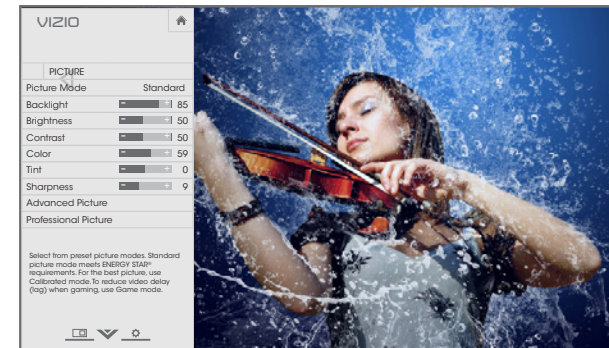 VIZIO
PICTURE
Picture Mode Standard
Backlight 85
Brightness 50
Contrast 50
Color 59
Tint 0
Sharpness 9
Advanced Picture
Professional Picture
Select from preset picture modes. Standard
picture mode meets ENERGY STAR®
requirements. For the best picture, use
Calibrated mode. To reduce video delay
(lag) when gaming, use Game mode.